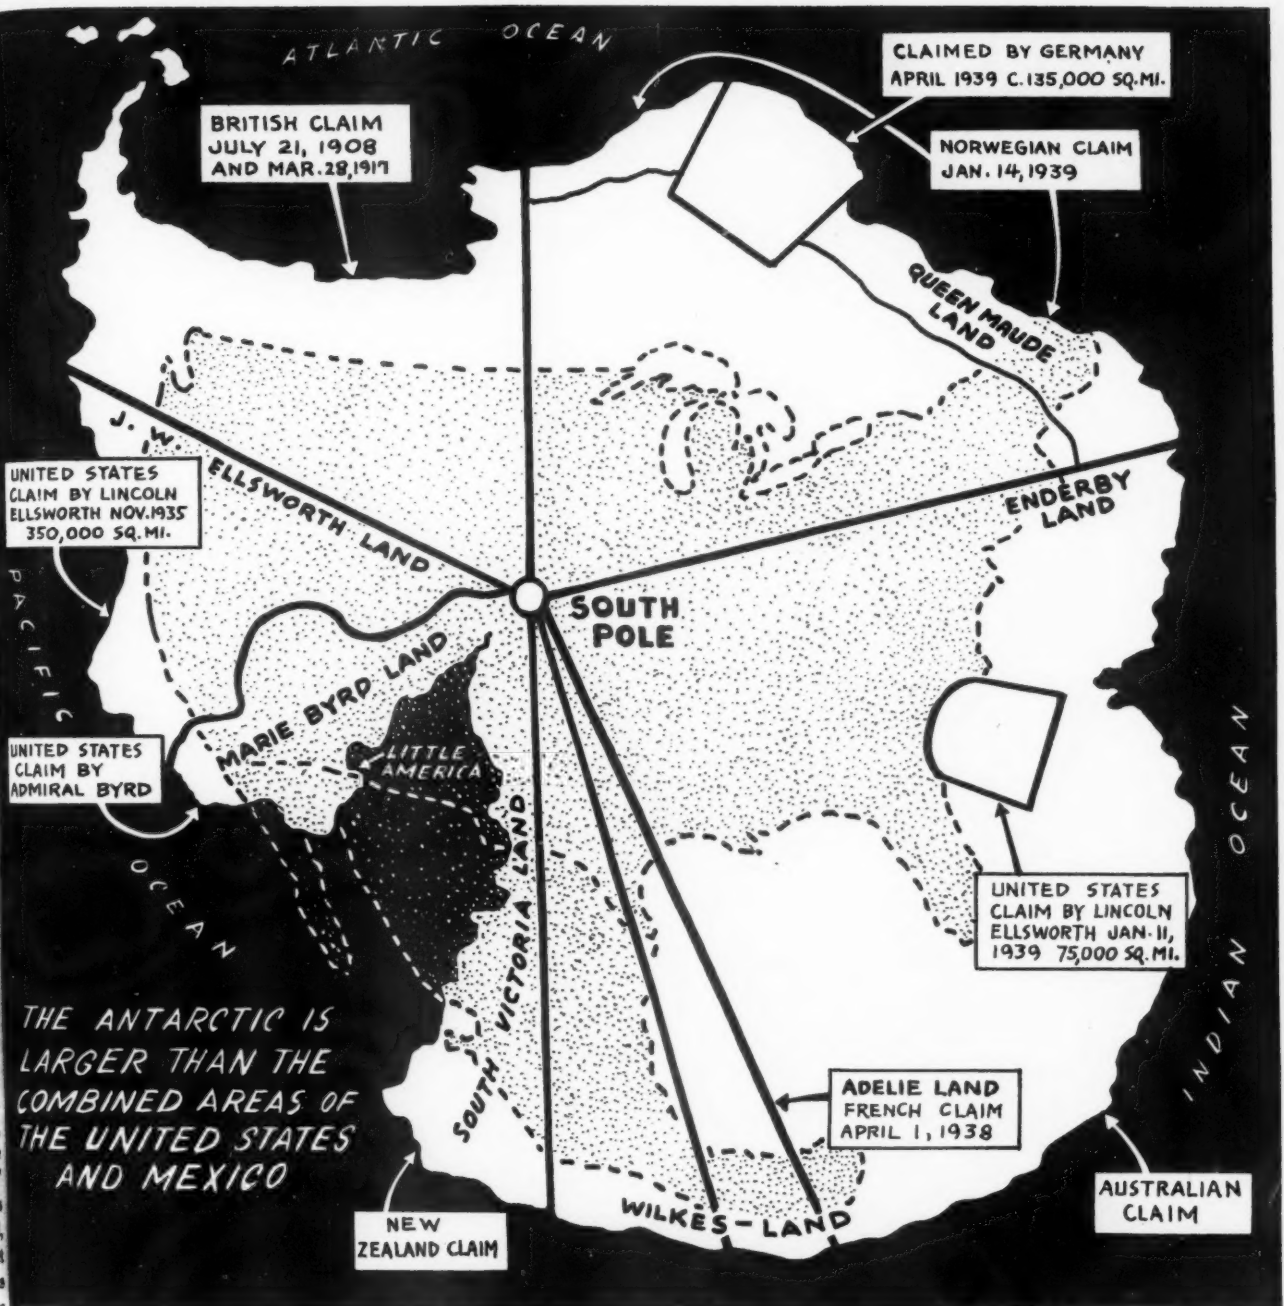 ATLANTIC OCEAN
CLAIMED BY GERMANY
APRIL 1939 C.135,000 SQ.MI.
BRITISH CLAIM
JULY 21, 1908
AND MAR.28,1917
NORWEGIAN CLAIM
JAN. 14,1939
QUEEN MAUDE
LAND
J. W. ELLSWORTH LAND
UNITED STATES
CLAIM BY LINCOLN
ELLSWORTH NOV.1935
350,000 SQ.MI.
ENDERBY
LAND
SOUTH
POLE
PACIFIC
OCEAN
MARIE BYRD LAND
UNITED STATES
CLAIM BY
ADMIRAL BYRD
LITTLE
AMERICA
SOUTH VICTORIA LAND
INDIAN OCEAN
UNITED STATES
CLAIM BY LINCOLN
ELLSWORTH JAN.11,
1939 75,000 SQ.MI.
THE ANTARCTIC IS
LARGER THAN THE
COMBINED AREAS OF
THE UNITED STATES
AND MEXICO
ADELIE LAND
FRENCH CLAIM
APRIL 1, 1938
AUSTRALIAN
CLAIM
WILKES-LAND
NEW
ZEALAND CLAIM